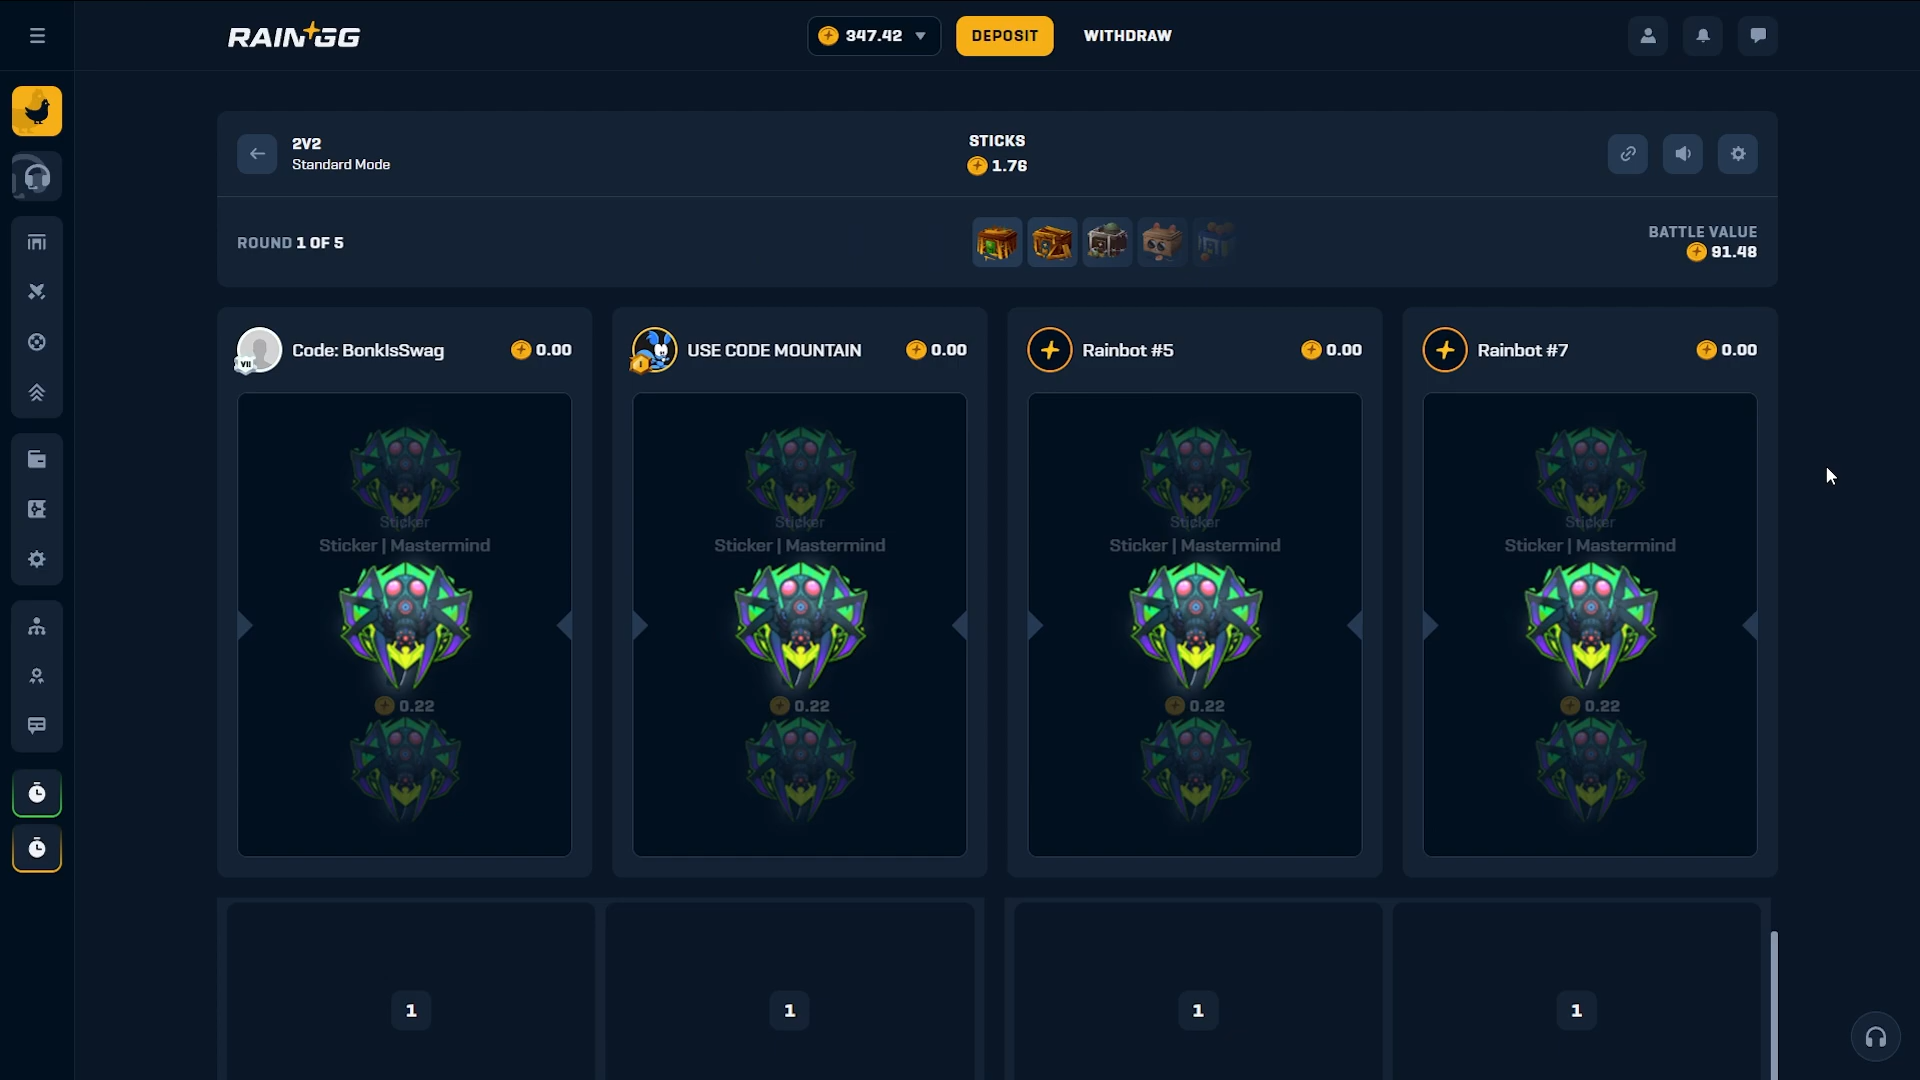 RAIN GG
347.42
DEPOSIT
WITHDRAW
2V2
Standard Mode
STICKS
1.76
ROUND 1 OF 5
BATTLE VALUE
91.48
VII
Code: BonkIsSwag
0.00
I
USE CODE MOUNTAIN
0.00
Rainbot #5
0.00
Rainbot #7
0.00
Sticker
Sticker
Sticker
Sticker
Sticker | Mastermind
Sticker | Mastermind
Sticker | Mastermind
Sticker | Mastermind
0.22
0.22
0.22
0.22
1
1
1
1